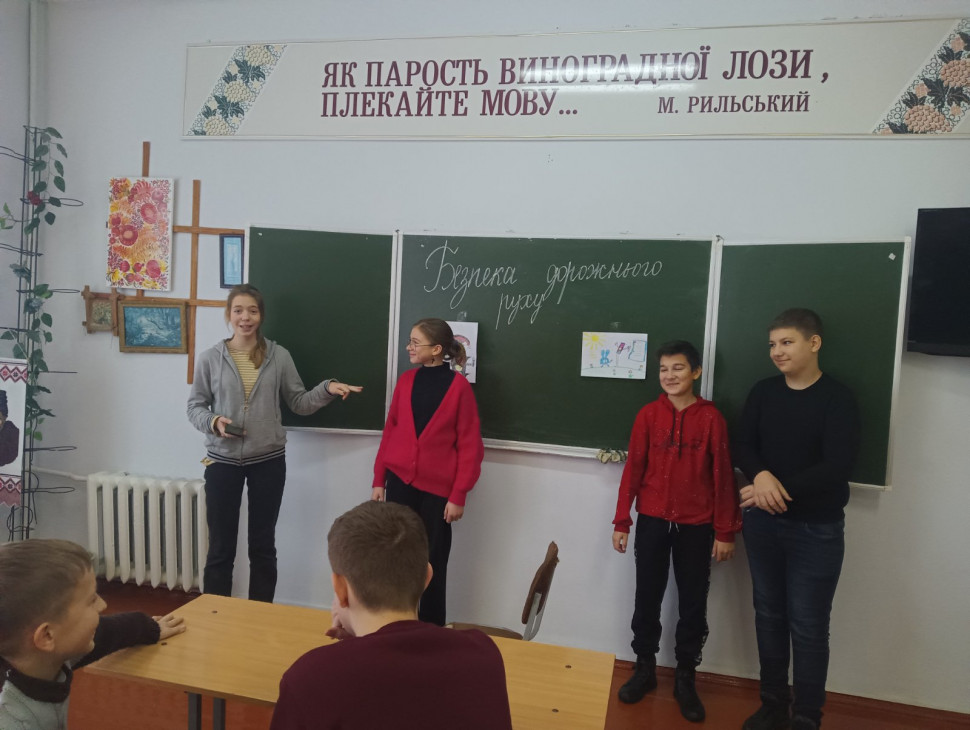 ЯК ПАРОСТЬ ВИНОГРАДНОЇ ЛОЗИ,
ПЛЕКАЙТЕ МОВУ... М. РИЛЬСЬКИЙ
Безпека дорожнього
руху